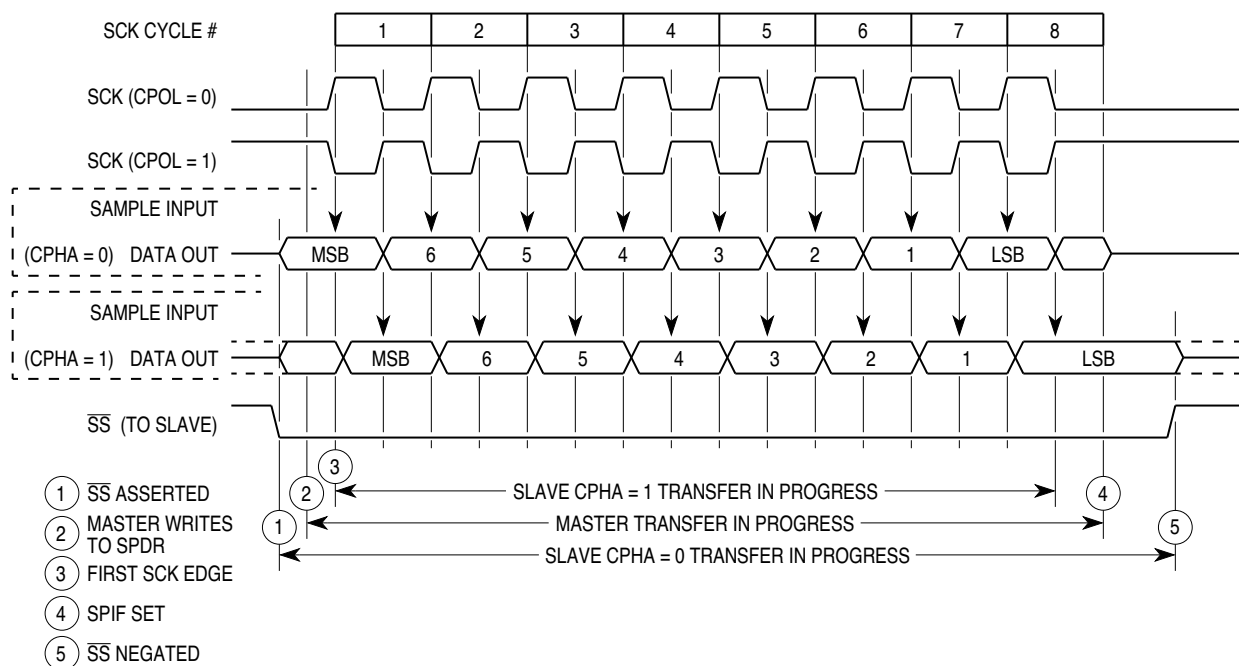 SCK CYCLE # 1 2 3 4 5 6 7 8
SCK (CPOL = 0)
SCK (CPOL = 1)
SAMPLE INPUT
(CPHA = 0) DATA OUT MSB 6 5 4 3 2 1 LSB
SAMPLE INPUT
(CPHA = 1) DATA OUT MSB 6 5 4 3 2 1 LSB
SS (TO SLAVE)
3
SLAVE CPHA = 1 TRANSFER IN PROGRESS
2 4
MASTER TRANSFER IN PROGRESS
1 5
SLAVE CPHA = 0 TRANSFER IN PROGRESS
1 SS ASSERTED
2 MASTER WRITES
TO SPDR
3 FIRST SCK EDGE
4 SPIF SET
5 SS NEGATED